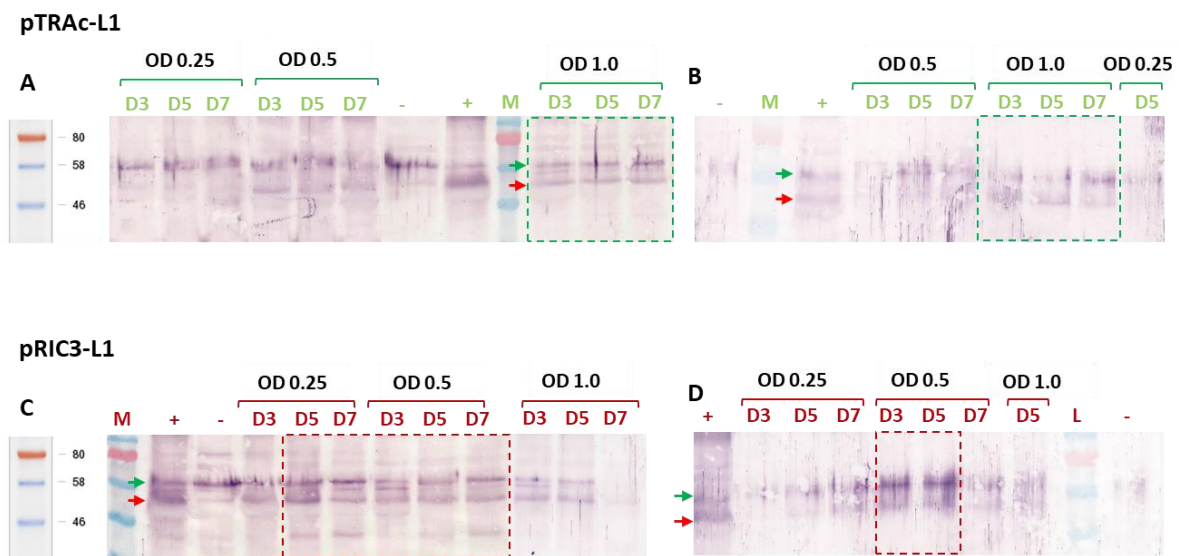 pTRAc-L1
A
OD 0.25
OD 0.5
OD 1.0
D3 D5 D7 D3 D5 D7 - + M D3 D5 D7
80
58
46
B
OD 0.5
OD 1.0
OD 0.25
- M + D3 D5 D7 D3 D5 D7 D5
pRIC3-L1
C
OD 0.25
OD 0.5
OD 1.0
M + - D3 D5 D7 D3 D5 D7 D3 D5 D7
80
58
46
D
OD 0.25
OD 0.5
OD 1.0
+ D3 D5 D7 D3 D5 D7 D5 L -